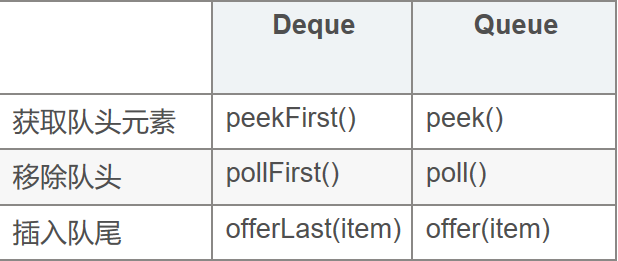 Deque Queue
获取队头元素 peekFirst() peek()
移除队头 pollFirst() poll()
插入队尾 offerLast(item) offer(item)